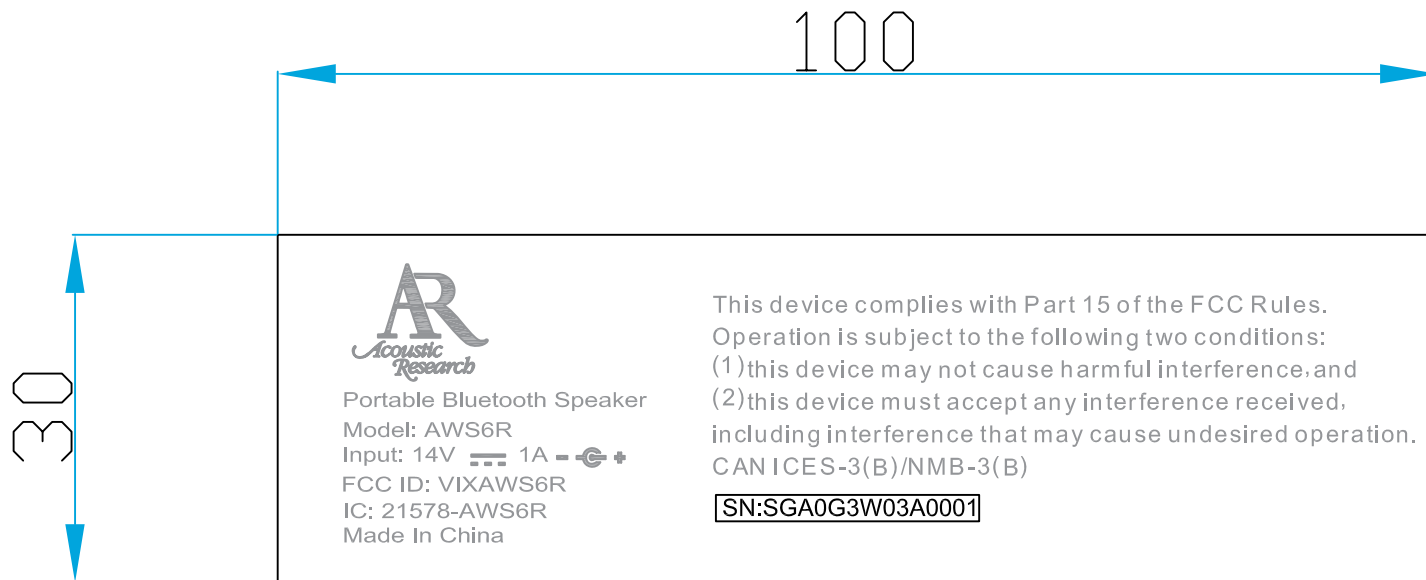 100
30
AR
Acoustic
Research
Portable Bluetooth Speaker
Model: AWS6R
Input: 14V 1A - +
FCC ID: VIXAWS6R
IC: 21578-AWS6R
Made In China
This device complies with Part 15 of the FCC Rules.
Operation is subject to the following two conditions:
(1)this device may not cause harmful interference,and
(2)this device must accept any interference received,
including interference that may cause undesired operation.
CAN ICES-3(B)/NMB-3(B)
SN:SGA0G3W03A0001